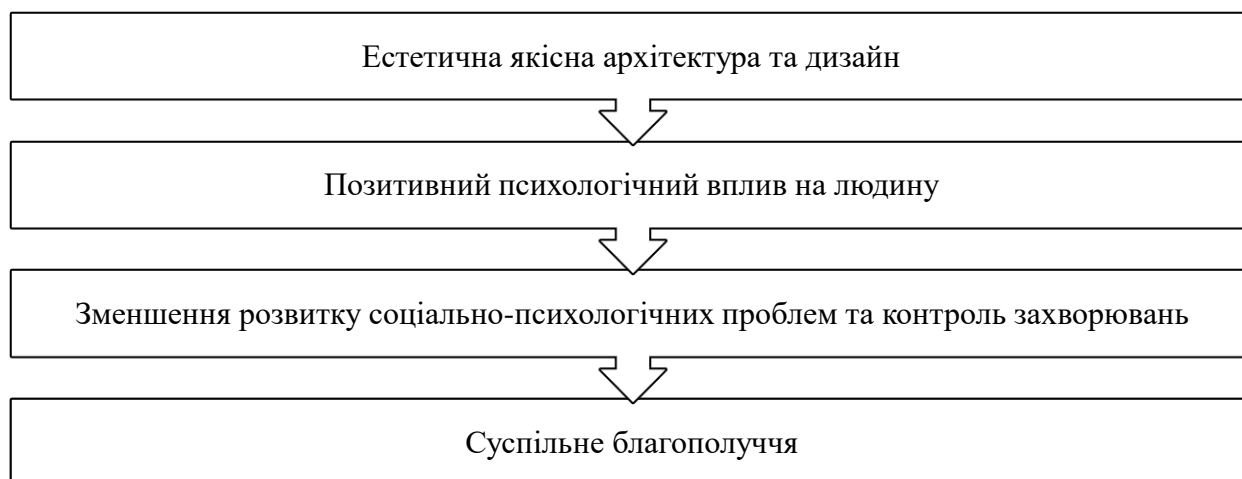 Естетична якісна архітектура та дизайн
Позитивний психологічний вплив на людину
Зменшення розвитку соціально-психологічних проблем та контроль захворювань
Суспільне благополуччя